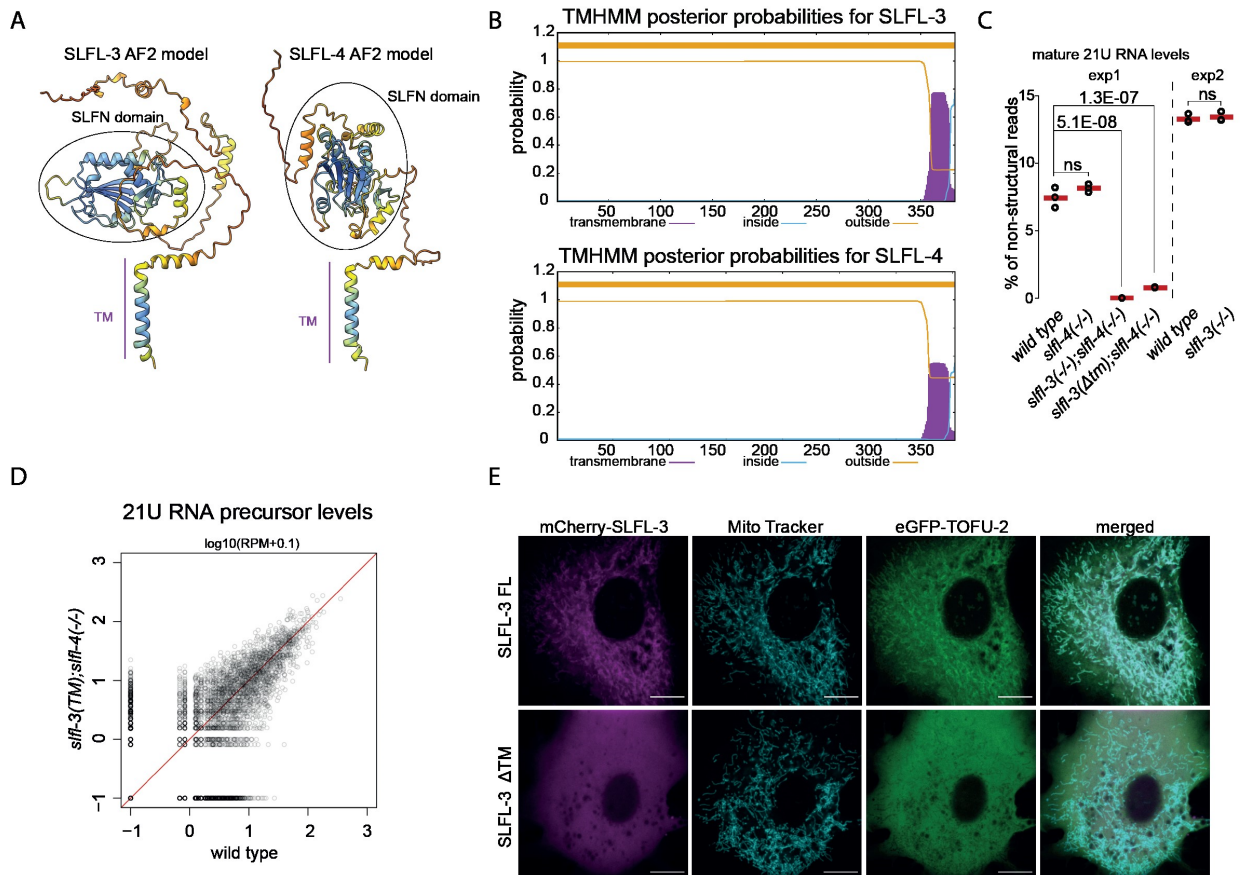 A
SLFL-3 AF2 model
SLFL-4 AF2 model
SLFN domain
SLFN domain
TM
TM
B
TMHMM posterior probabilities for SLFL-3
probability
1.2
1
0.8
0.6
0.4
0.2
0
50 100 150 200 250 300 350
transmembrane inside outside
TMHMM posterior probabilities for SLFL-4
probability
1.2
1
0.8
0.6
0.4
0.2
0
50 100 150 200 250 300 350
transmembrane inside outside
C
mature 21U RNA levels
exp1 exp2
1.3E-07
5.1E-08
ns
ns
% of non-structural reads
15
10
5
0
wild type
slfl-4(-/-)
slfl-3(-/-);slfl-4(-/-)
slfl-3(Δtm);slfl-4(-/-)
wild type
slfl-3(-/-)
D
21U RNA precursor levels
log10(RPM+0.1)
slfl-3(TM);slfl-4(-/-)
3
2
1
0
−1
−1 0 1 2 3
wild type
E
mCherry-SLFL-3 Mito Tracker eGFP-TOFU-2 merged
SLFL-3 FL
SLFL-3 ΔTM